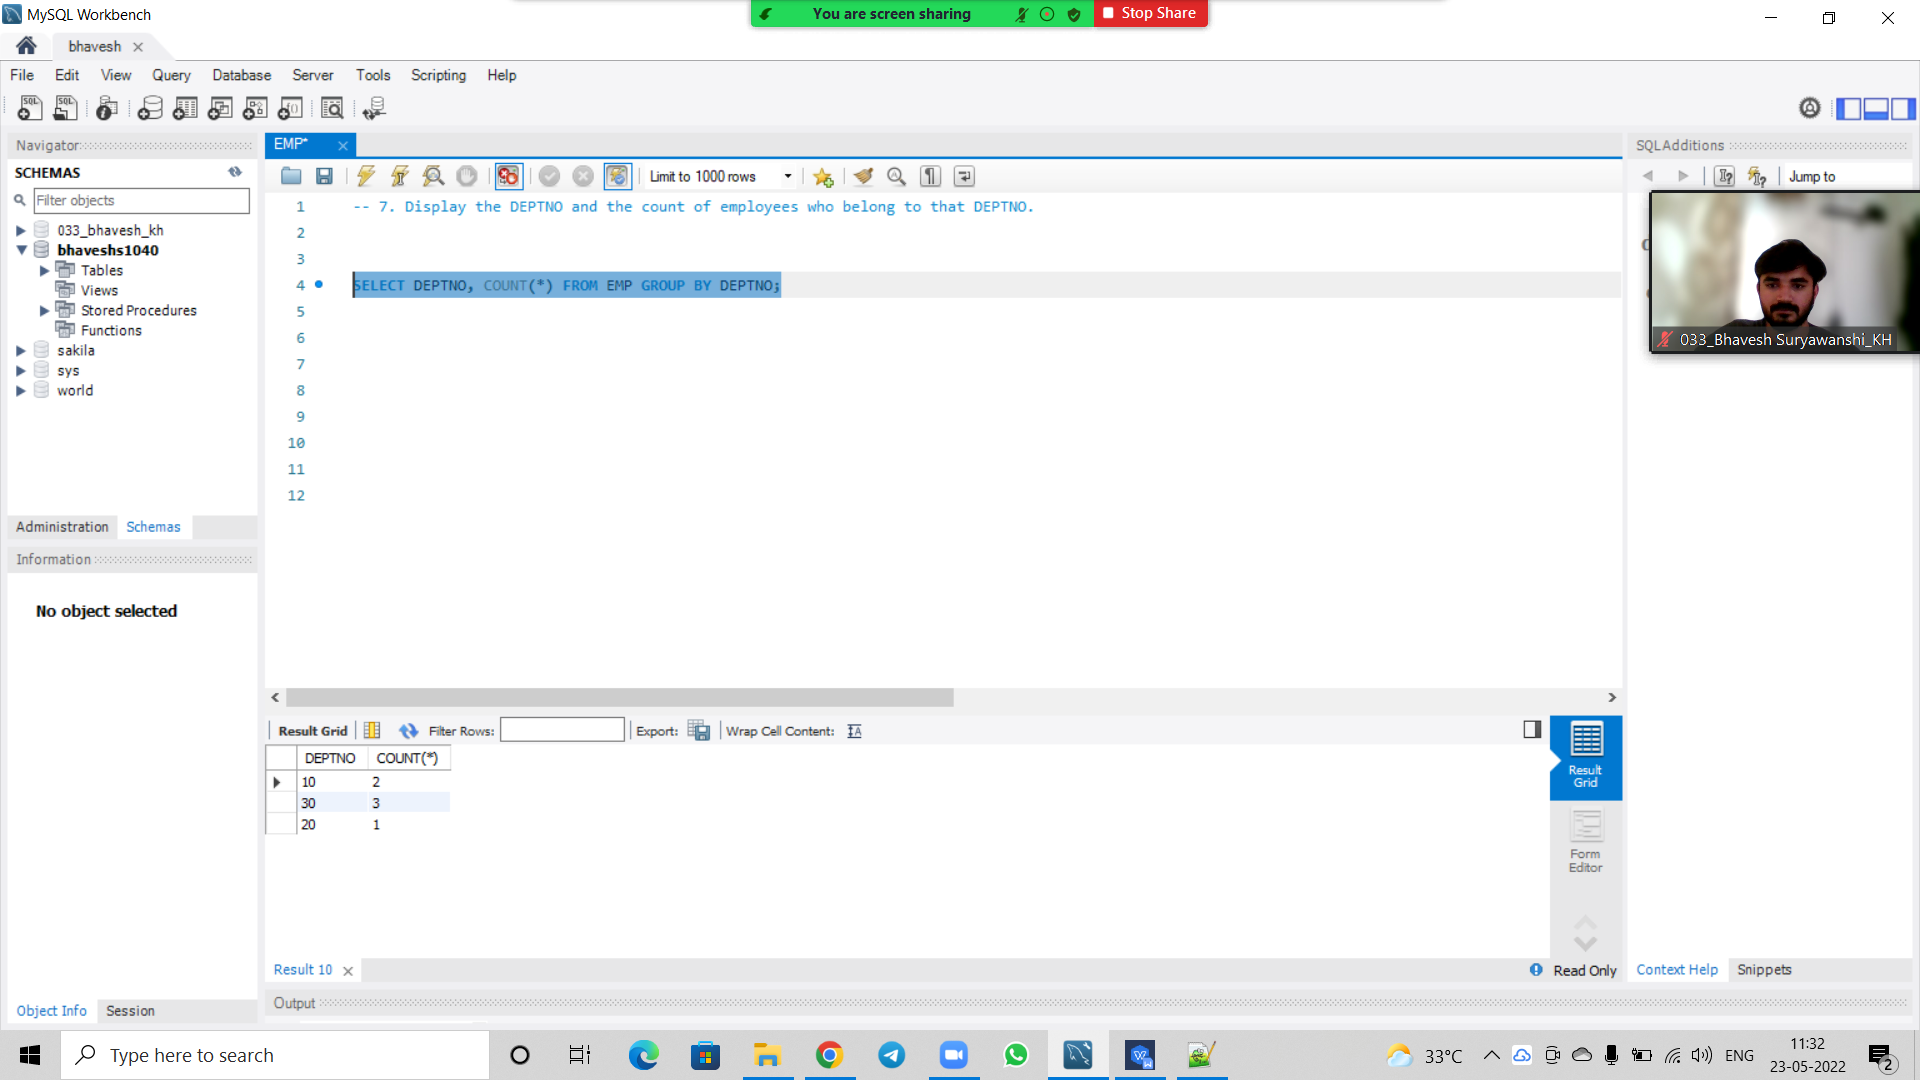 MySQL Workbench
You are screen sharing
Stop Share
bhavesh
File Edit View Query Database Server Tools Scripting Help
Navigator
SCHEMAS
Filter objects
033_bhavesh_kh
bhaveshs1040
Tables
Views
Stored Procedures
Functions
sakila
sys
world
Administration Schemas
Information
No object selected
Object Info Session
EMP*
Limit to 1000 rows
1 -- 7. Display the DEPTNO and the count of employees who belong to that DEPTNO.
2
3
4 SELECT DEPTNO, COUNT(*) FROM EMP GROUP BY DEPTNO;
5
6
7
8
9
10
11
12
Result Grid Filter Rows: Export: Wrap Cell Content:
DEPTNO COUNT(*)
10 2
30 3
20 1
Result Grid
Form Editor
Result 10
Read Only
Output
SQLAdditions
Jump to
033_Bhavesh Suryawanshi_KH
Context Help Snippets
Type here to search
33°C
ENG
11:32
23-05-2022
2